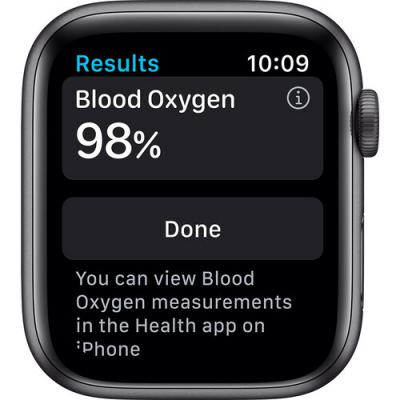 Results 10:09
Blood Oxygen
98%
Done
You can view Blood
Oxygen measurements
in the Health app on
iPhone